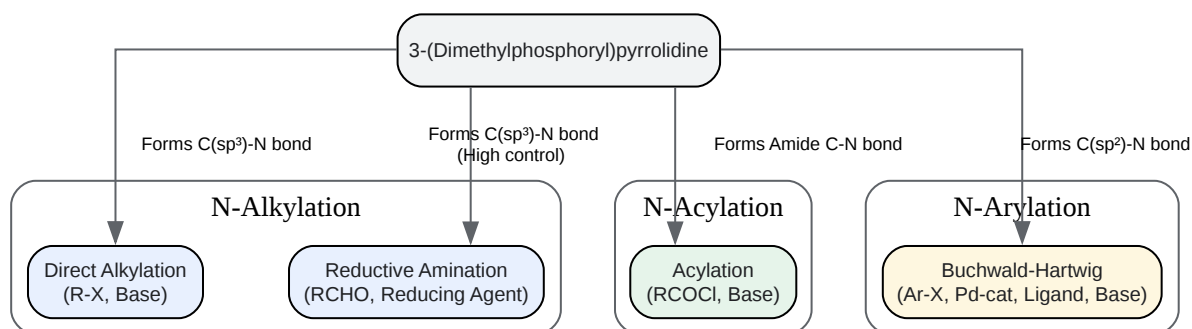 3-(Dimethylphosphoryl)pyrrolidine
Forms C(sp³)-N bond
Forms C(sp³)-N bond
(High control)
Forms Amide C-N bond
Forms C(sp²)-N bond
N-Alkylation
N-Acylation
N-Arylation
Direct Alkylation
(R-X, Base)
Reductive Amination
(RCHO, Reducing Agent)
Acylation
(RCOCl, Base)
Buchwald-Hartwig
(Ar-X, Pd-cat, Ligand, Base)